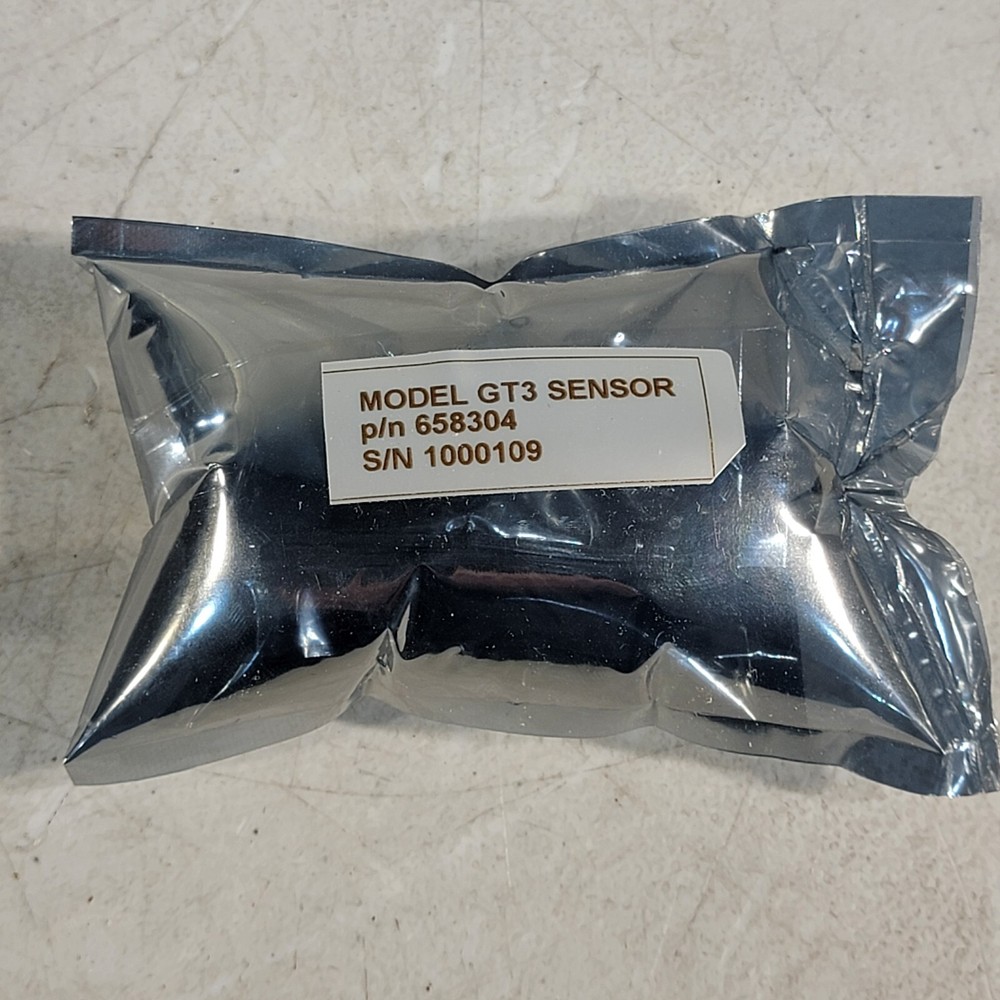 MODEL GT3 SENSOR
p/n 658304
S/N 1000109